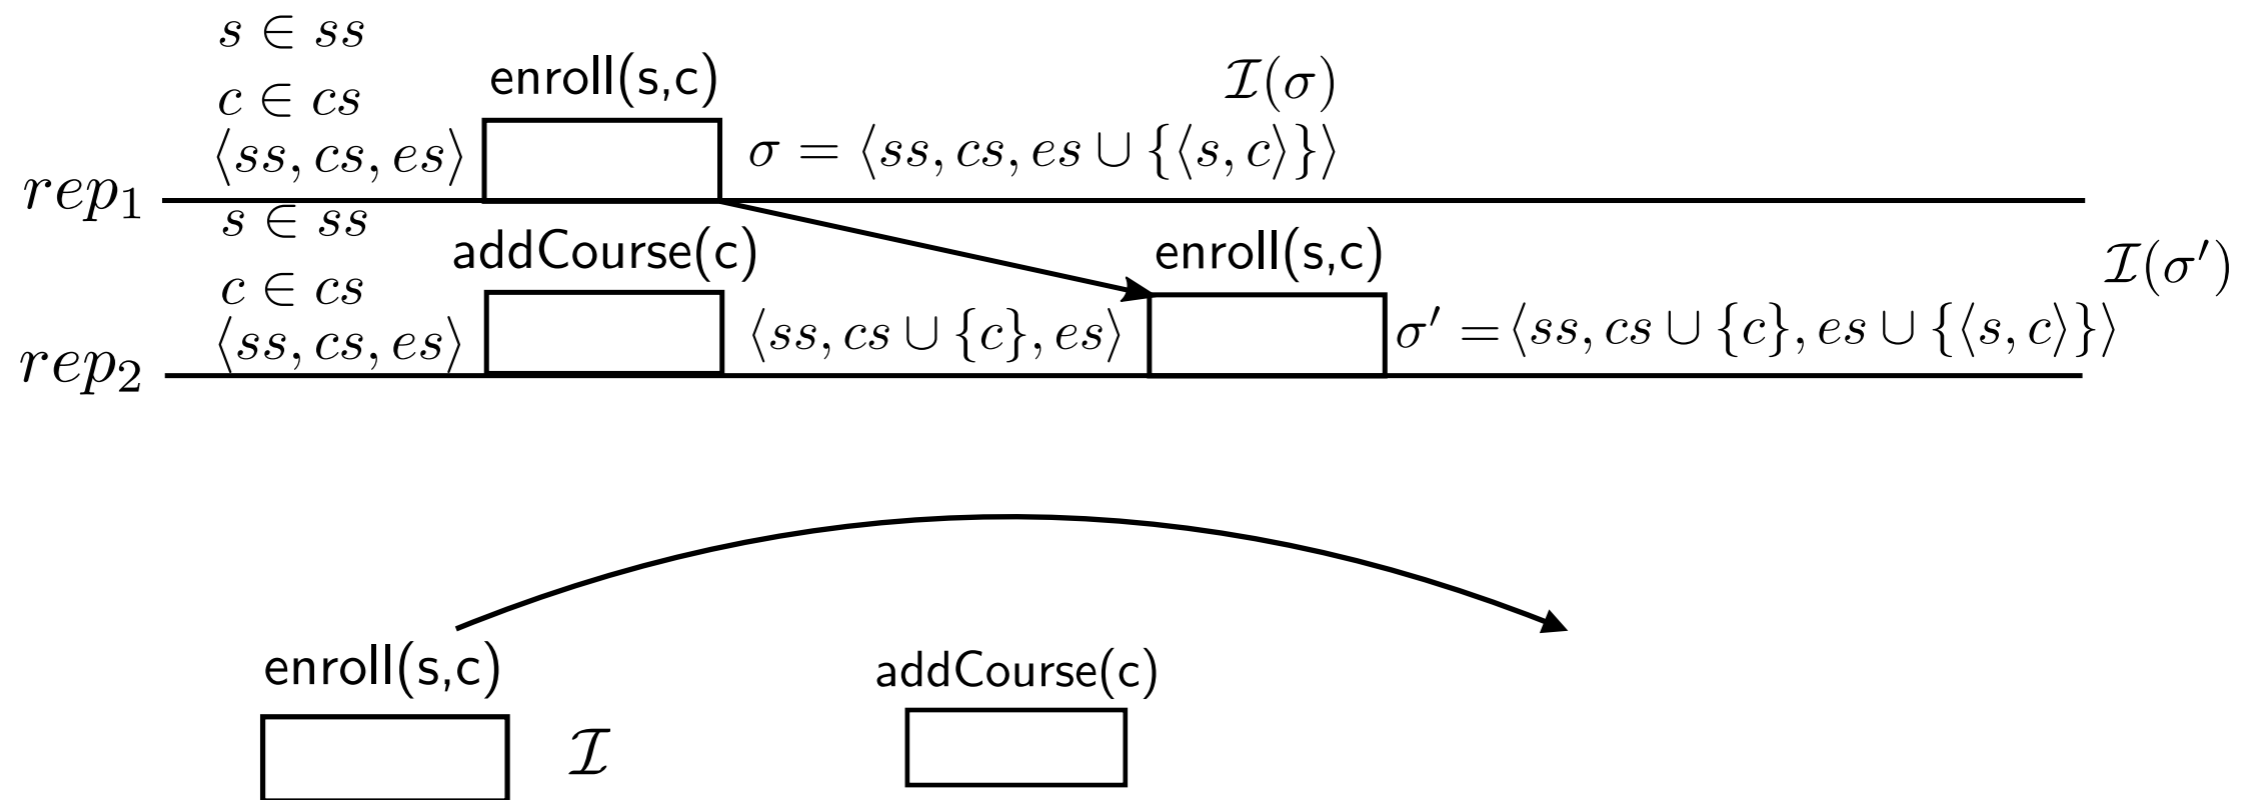 s ∈ ss
c ∈ cs
enroll(s,c)
I(σ)
⟨ss, cs, es⟩
σ = ⟨ss, cs, es ∪ {⟨s, c⟩}⟩
rep₁
s ∈ ss
c ∈ cs
addCourse(c)
enroll(s,c)
I(σ′)
⟨ss, cs, es⟩
⟨ss, cs ∪ {c}, es⟩
σ′ = ⟨ss, cs ∪ {c}, es ∪ {⟨s, c⟩}⟩
rep₂
enroll(s,c)
I
addCourse(c)